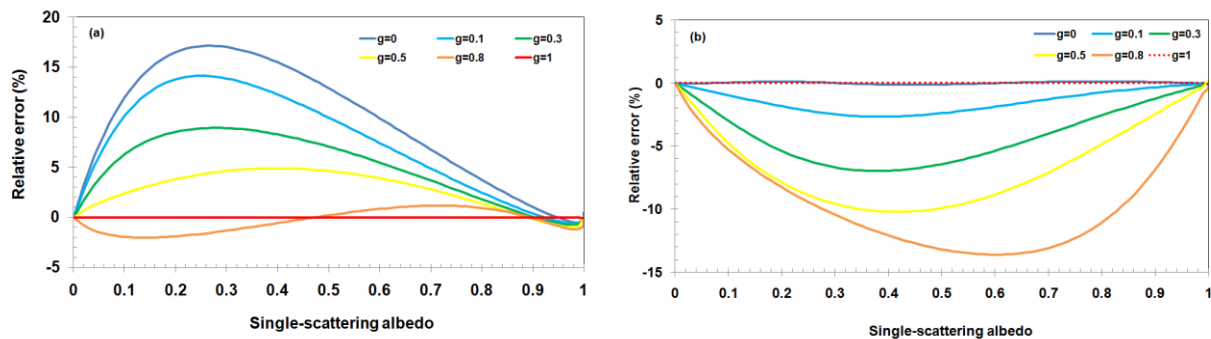 (a)
g=0 g=0.1 g=0.3
g=0.5 g=0.8 g=1
Relative error (%)
20
15
10
5
0
-5
0 0.1 0.2 0.3 0.4 0.5 0.6 0.7 0.8 0.9 1
Single-scattering albedo
(b)
g=0 g=0.1 g=0.3
g=0.5 g=0.8 g=1
Relative error (%)
5
0
-5
-10
-15
0 0.1 0.2 0.3 0.4 0.5 0.6 0.7 0.8 0.9 1
Single-scattering albedo